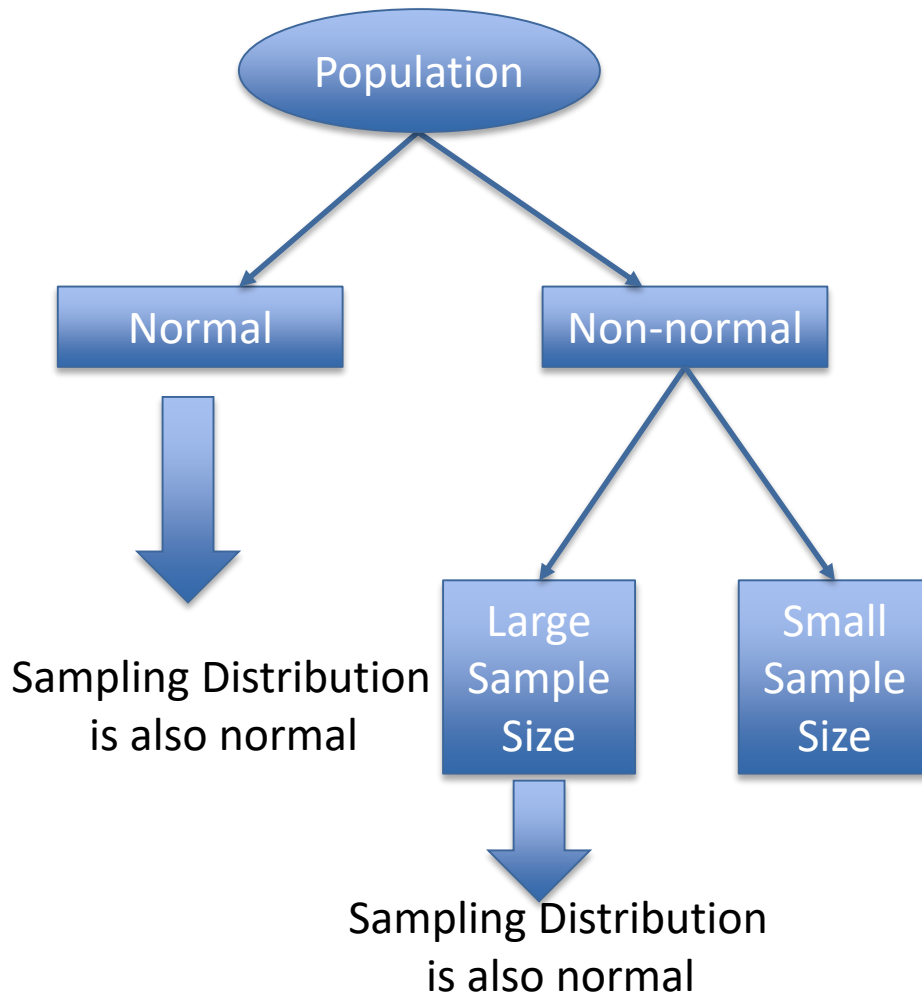 Population
Normal
Non-normal
Large
Sample
Size
Small
Sample
Size
Sampling Distribution
is also normal
Sampling Distribution
is also normal